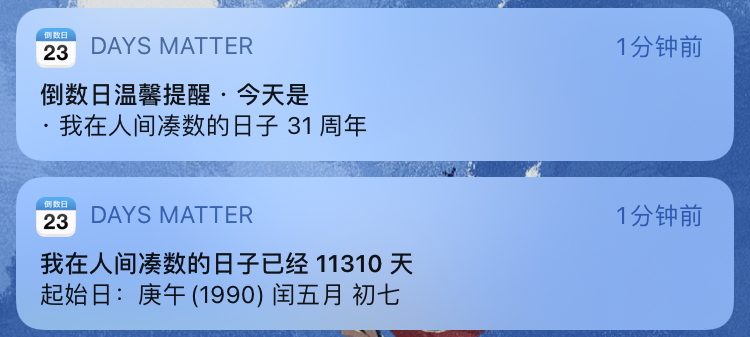 倒数日
23
DAYS MATTER
1分钟前
倒数日温馨提醒 · 今天是
· 我在人间凑数的日子 31 周年
倒数日
23
DAYS MATTER
1分钟前
我在人间凑数的日子已经 11310 天
起始日：庚午(1990) 闰五月 初七